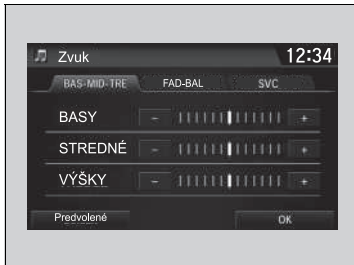 Zvuk 12:34
BAS-MID-TRE FAD-BAL SVC
BASY - +
STREDNÉ - +
VÝŠKY - +
Predvolené OK